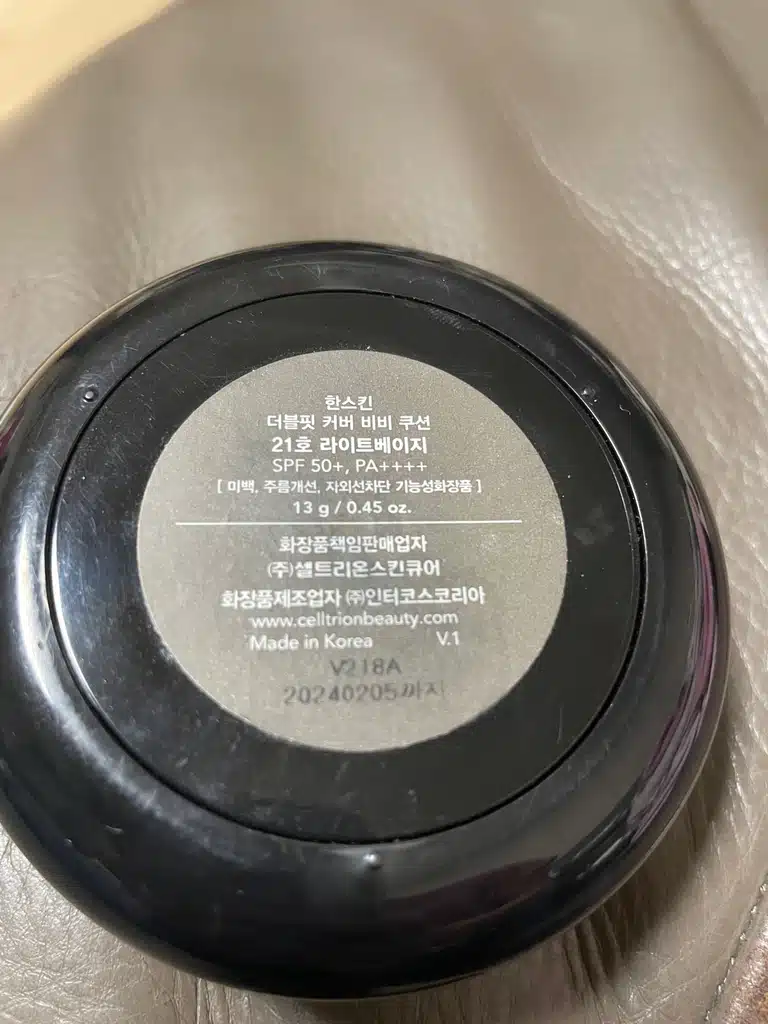 한스킨
더블핏 커버 비비 쿠션
21호 라이트베이지
SPF 50+, PA++++
[ 미백, 주름개선, 자외선차단 기능성화장품 ]
13 g / 0.45 oz.
화장품책임판매업자
(주)셀트리온스킨큐어
화장품제조업자 ㈜인터코스코리아
www.celltrionbeauty.com
Made in Korea V.1
V218A
20240205까지